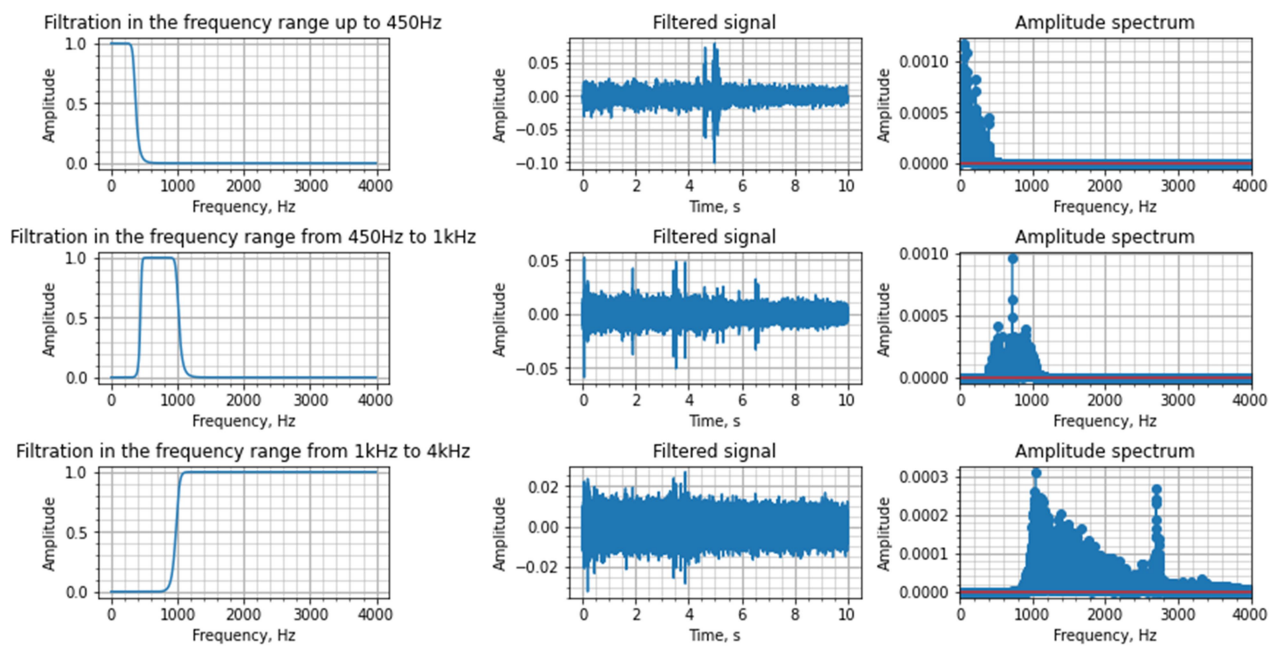 Filtration in the frequency range up to 450Hz
Filtered signal
Amplitude spectrum
Amplitude
1.0
0.5
0.0
0
1000
2000
3000
4000
Frequency, Hz
Amplitude
0.05
0.00
−0.05
−0.10
0
2
4
6
8
10
Time, s
Amplitude
0.0010
0.0005
0.0000
0
1000
2000
3000
4000
Frequency, Hz
Filtration in the frequency range from 450Hz to 1kHz
Filtered signal
Amplitude spectrum
Amplitude
1.0
0.5
0.0
0
1000
2000
3000
4000
Frequency, Hz
Amplitude
0.05
0.00
−0.05
0
2
4
6
8
10
Time, s
Amplitude
0.0010
0.0005
0.0000
0
1000
2000
3000
4000
Frequency, Hz
Filtration in the frequency range from 1kHz to 4kHz
Filtered signal
Amplitude spectrum
Amplitude
1.0
0.5
0.0
0
1000
2000
3000
4000
Frequency, Hz
Amplitude
0.02
0.00
−0.02
0
2
4
6
8
10
Time, s
Amplitude
0.0003
0.0002
0.0001
0.0000
0
1000
2000
3000
4000
Frequency, Hz